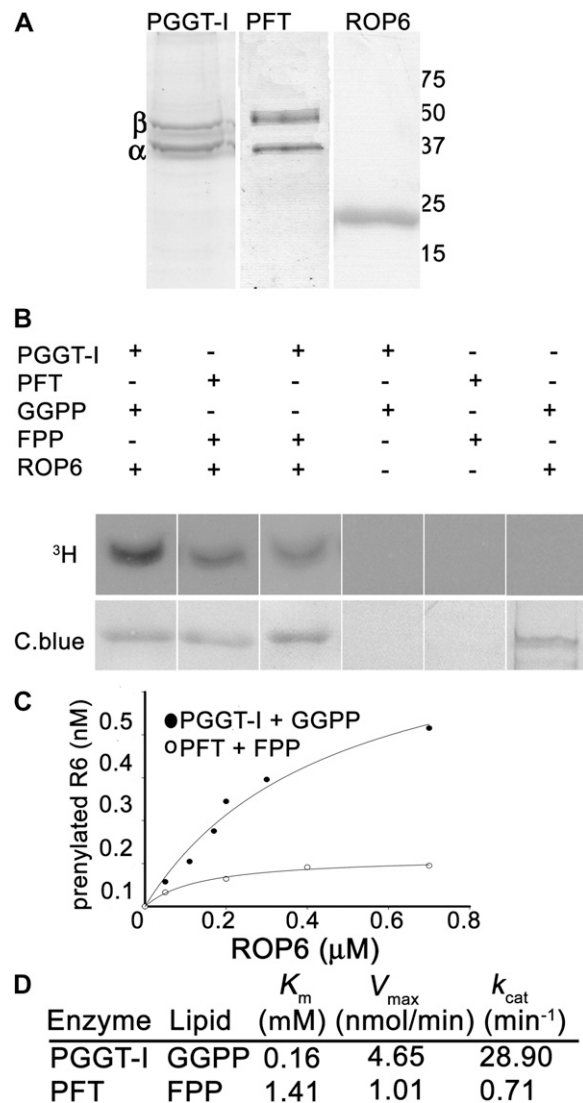 A
PGGT-I PFT ROP6
75
β 50
α 37
25
15
B
PGGT-I + - + + - -
PFT - + - - + -
GGPP + - - + - +
FPP - + + - + -
ROP6 + + + - - +
³H
C.blue
C
●PGGT-I + GGPP
○PFT + FPP
prenylated R6 (nM)
0.5
0.4
0.3
0.2
0.1
0 0.2 0.4 0.6 0.8
ROP6 (μM)
D
Km Vmax kcat
Enzyme Lipid (mM) (nmol/min) (min⁻¹)
PGGT-I GGPP 0.16 4.65 28.90
PFT FPP 1.41 1.01 0.71